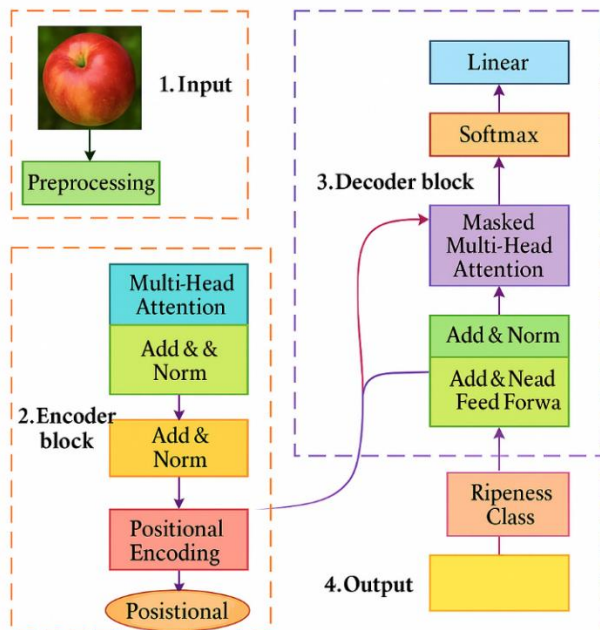 1. Input
Preprocessing
Multi-Head
Attention
Add & &
Norm
2. Encoder
block
Add &
Norm
Positional
Encoding
Posistional
Linear
Softmax
3. Decoder block
Masked
Multi-Head
Attention
Add & Norm
Add & Nead
Feed Forwa
Ripeness
Class
4. Output